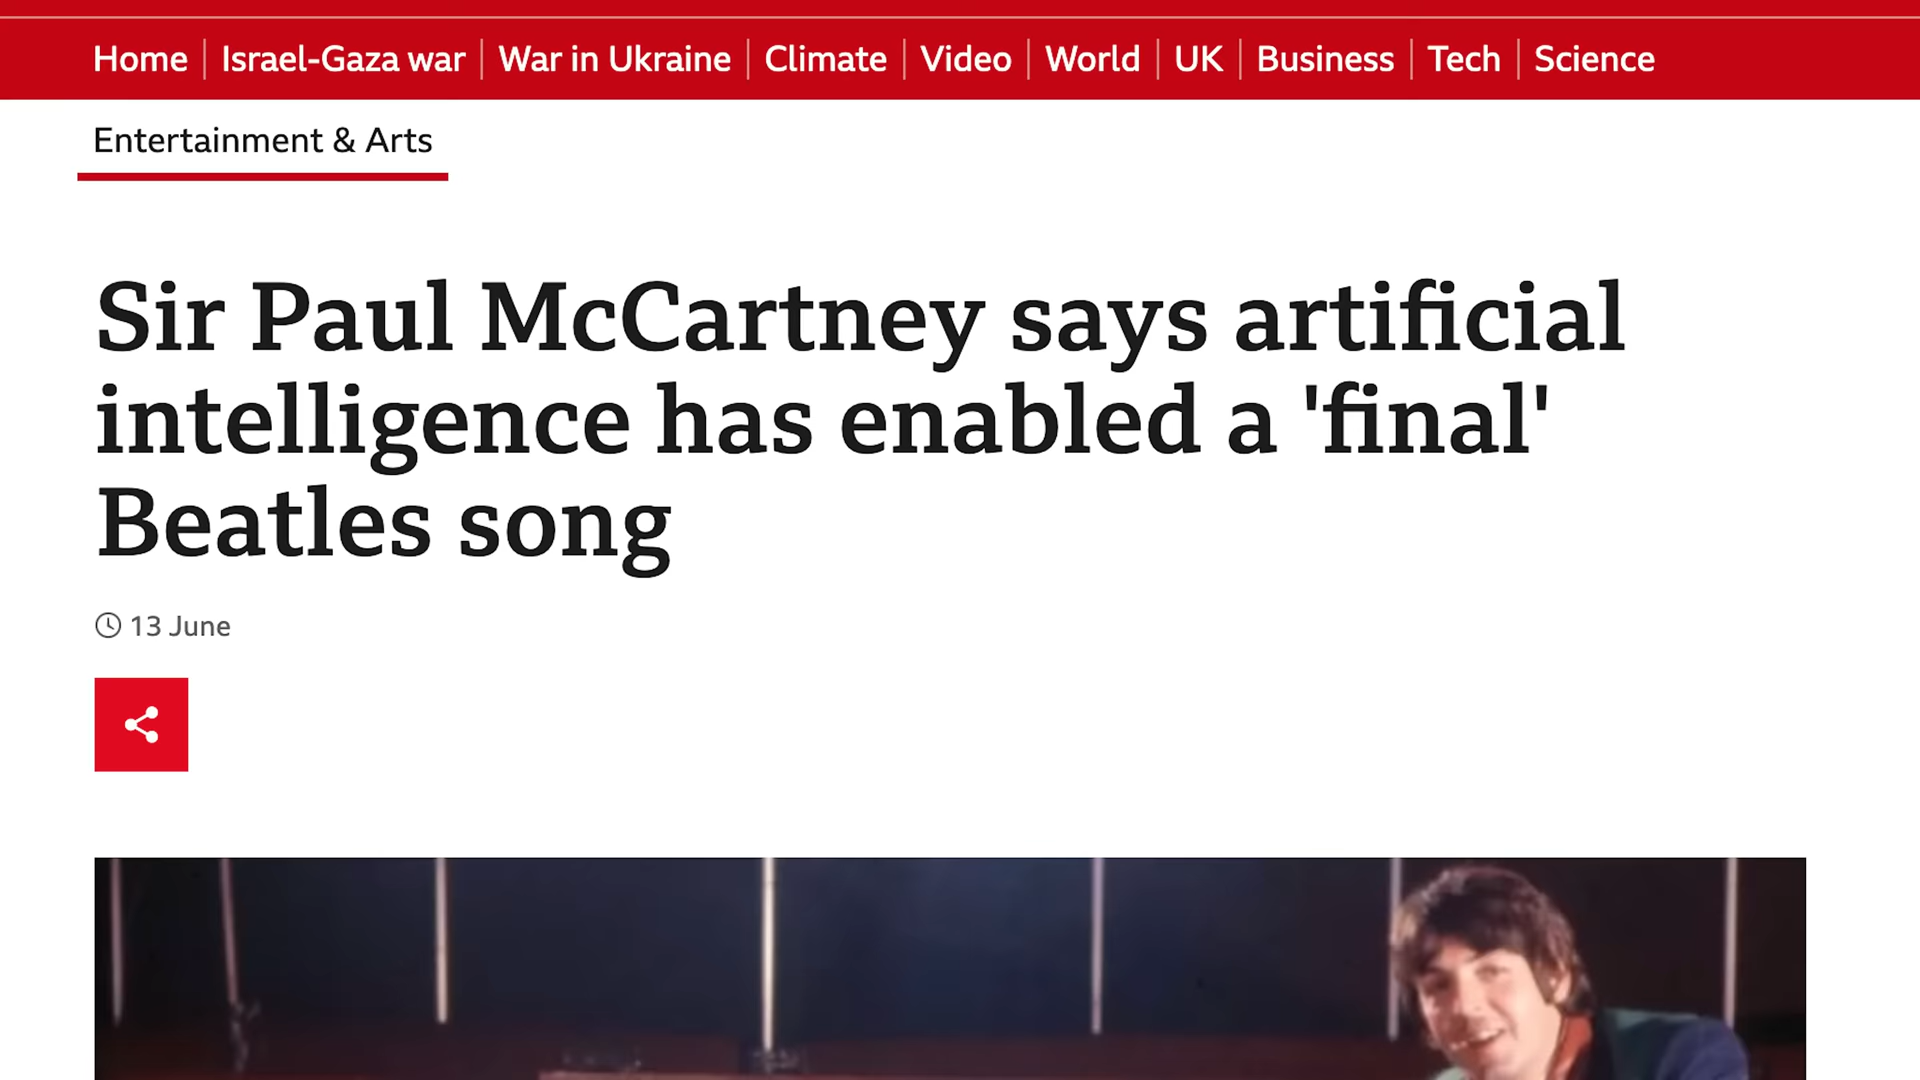 Home Israel-Gaza war War in Ukraine Climate Video World UK Business Tech Science
Entertainment & Arts
Sir Paul McCartney says artificial
intelligence has enabled a 'final'
Beatles song
13 June